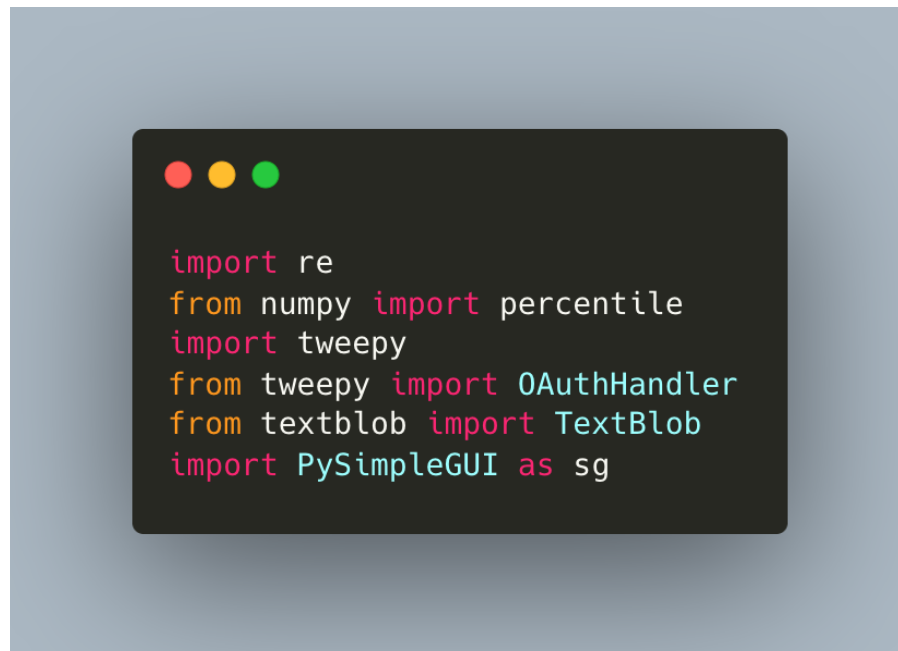 import re
from numpy import percentile
import tweepy
from tweepy import OAuthHandler
from textblob import TextBlob
import PySimpleGUI as sg